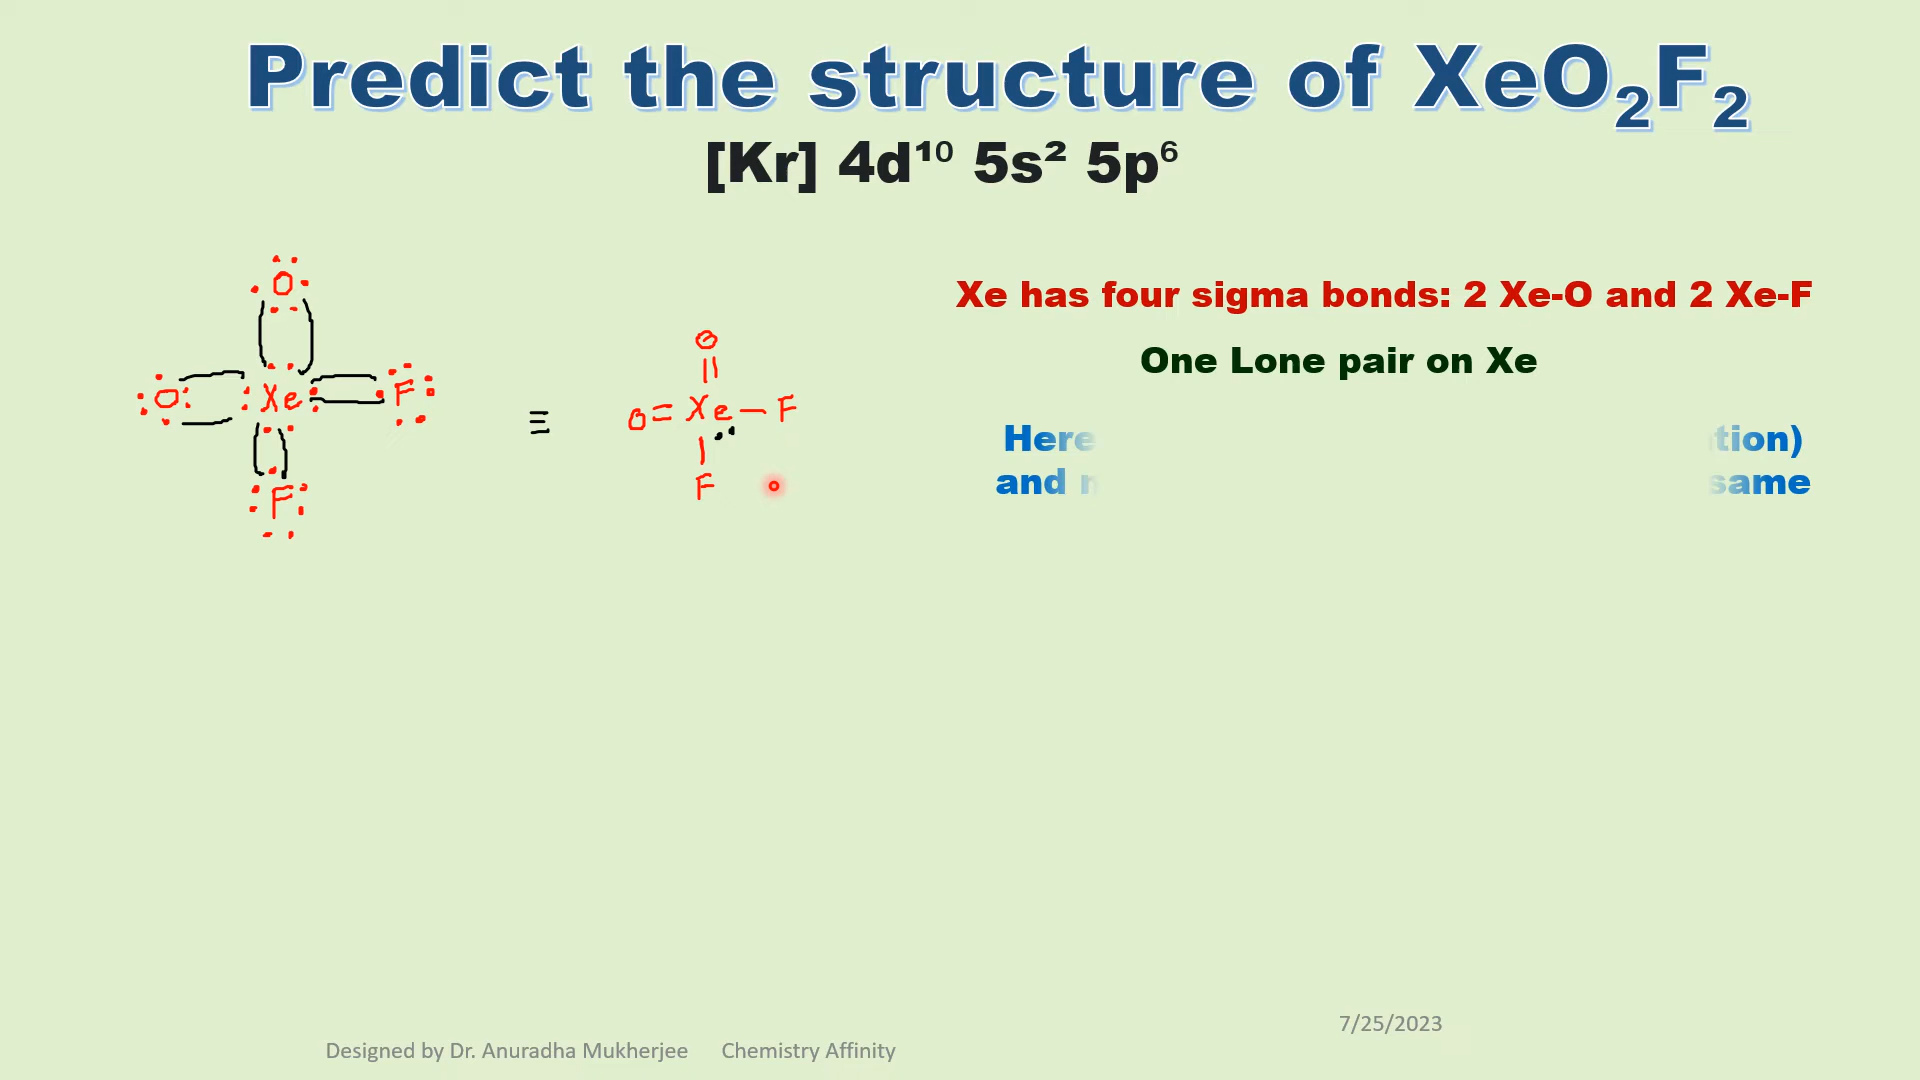 Predict the structure of XeO₂F₂
[Kr] 4d¹⁰ 5s² 5p⁶
O
O Xe F
F
≡
O
O = Xe – F
F
Xe has four sigma bonds: 2 Xe-O and 2 Xe-F
One Lone pair on Xe
Here tion)
and same
7/25/2023
Designed by Dr. Anuradha Mukherjee Chemistry Affinity